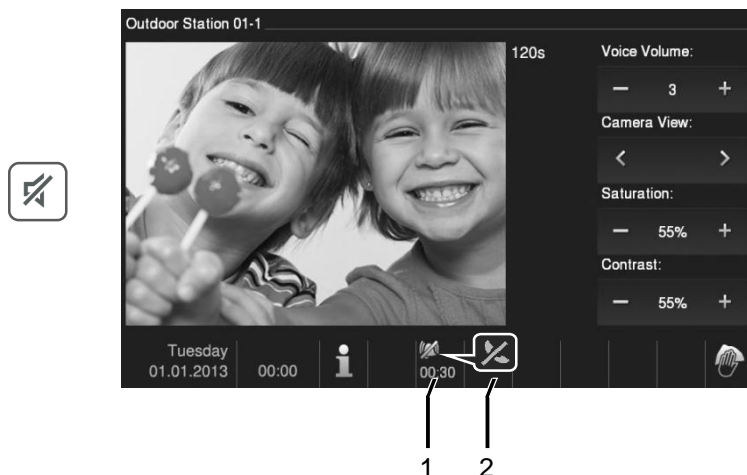 Outdoor Station 01-1
120s
Voice Volume:
— 3 +
Camera View:
< >
Saturation:
— 55% +
Contrast:
— 55% +
Tuesday
01.01.2013
00:00
i
00:30
1 2